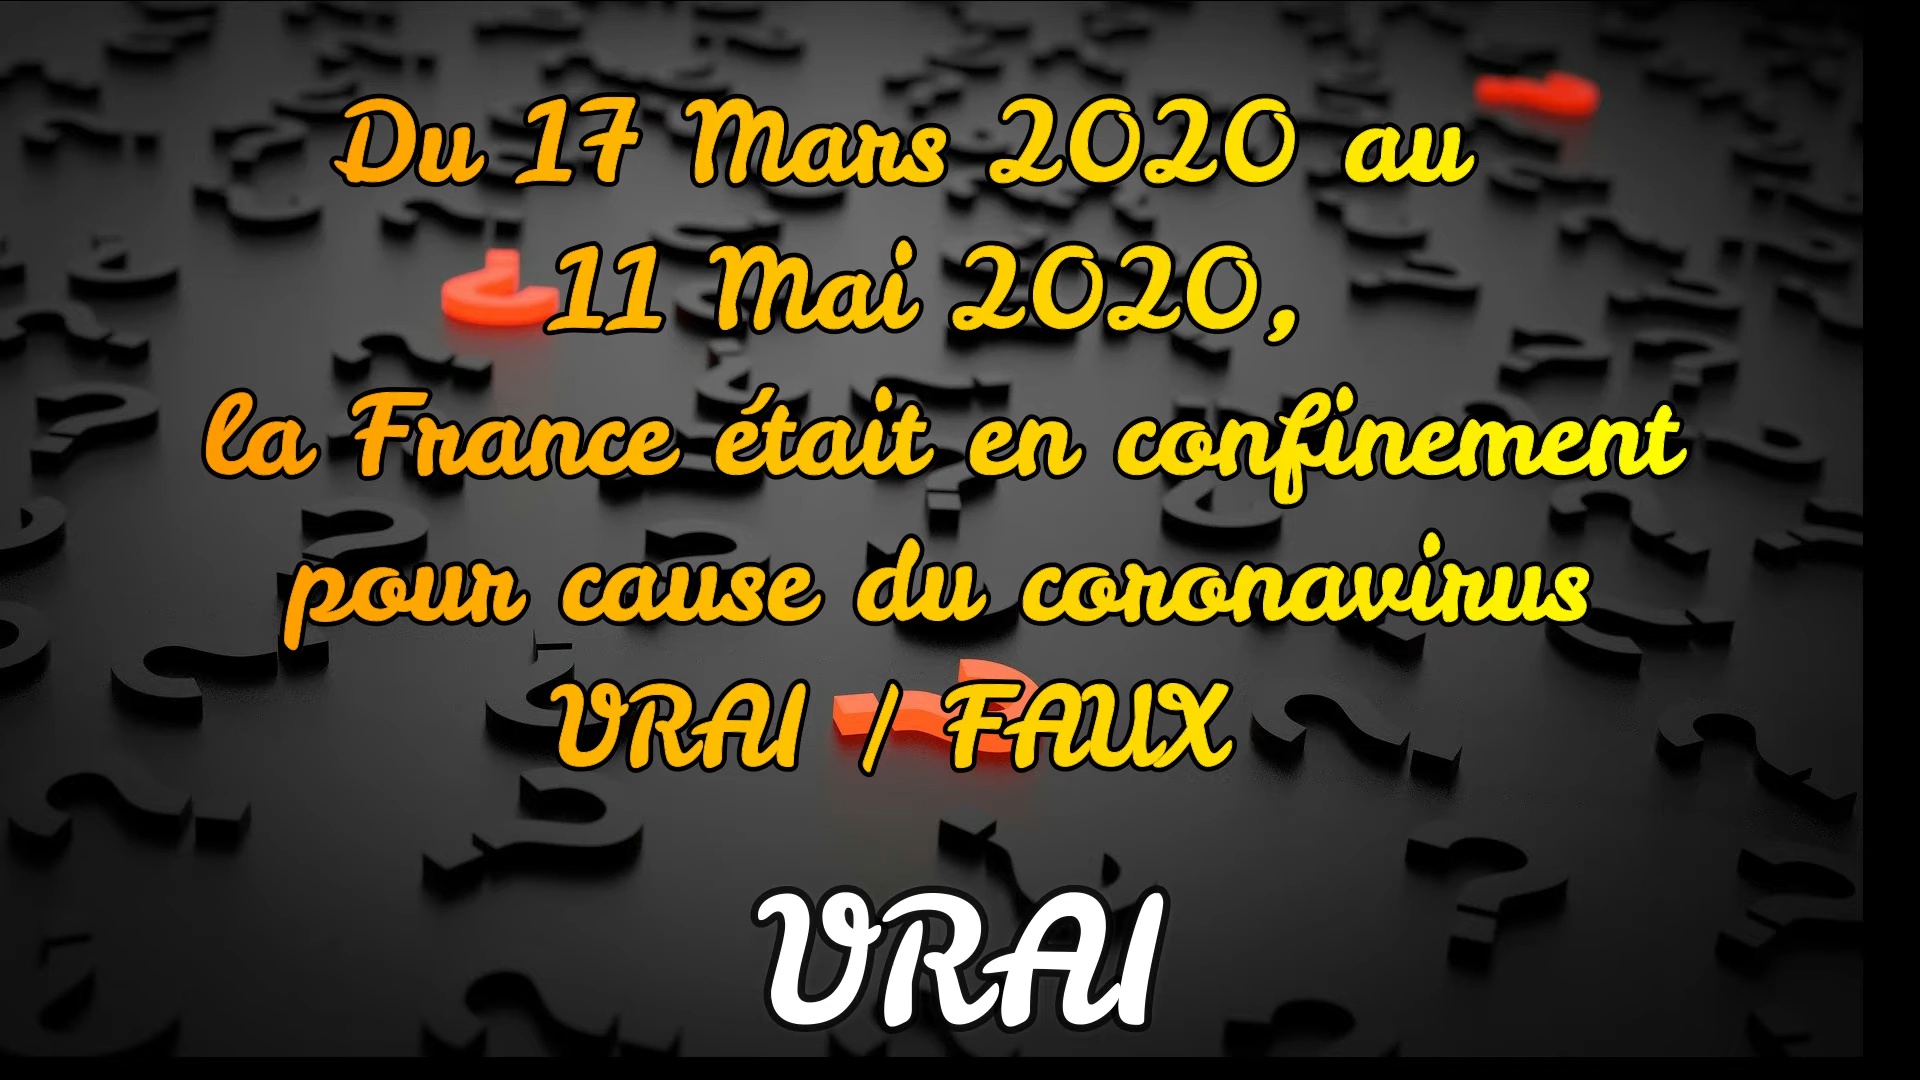 Du 17 Mars 2020 au
11 Mai 2020,
la France était en confinement
pour cause du coronavirus
VRAI / FAUX
VRAI